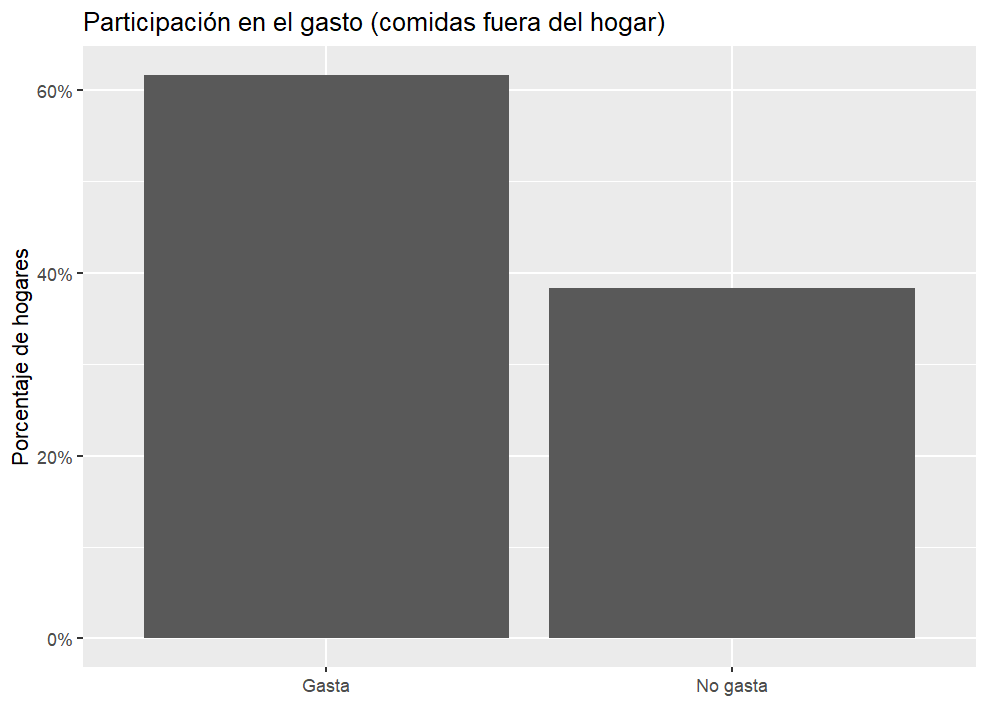 Participación en el gasto (comidas fuera del hogar)
Porcentaje de hogares
60%
40%
20%
0%
Gasta
No gasta